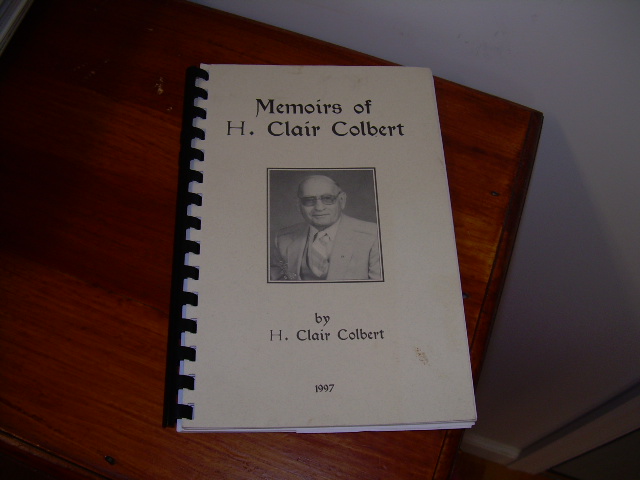 Memoirs of
H. Clair Colbert
by
H. Clair Colbert
1997